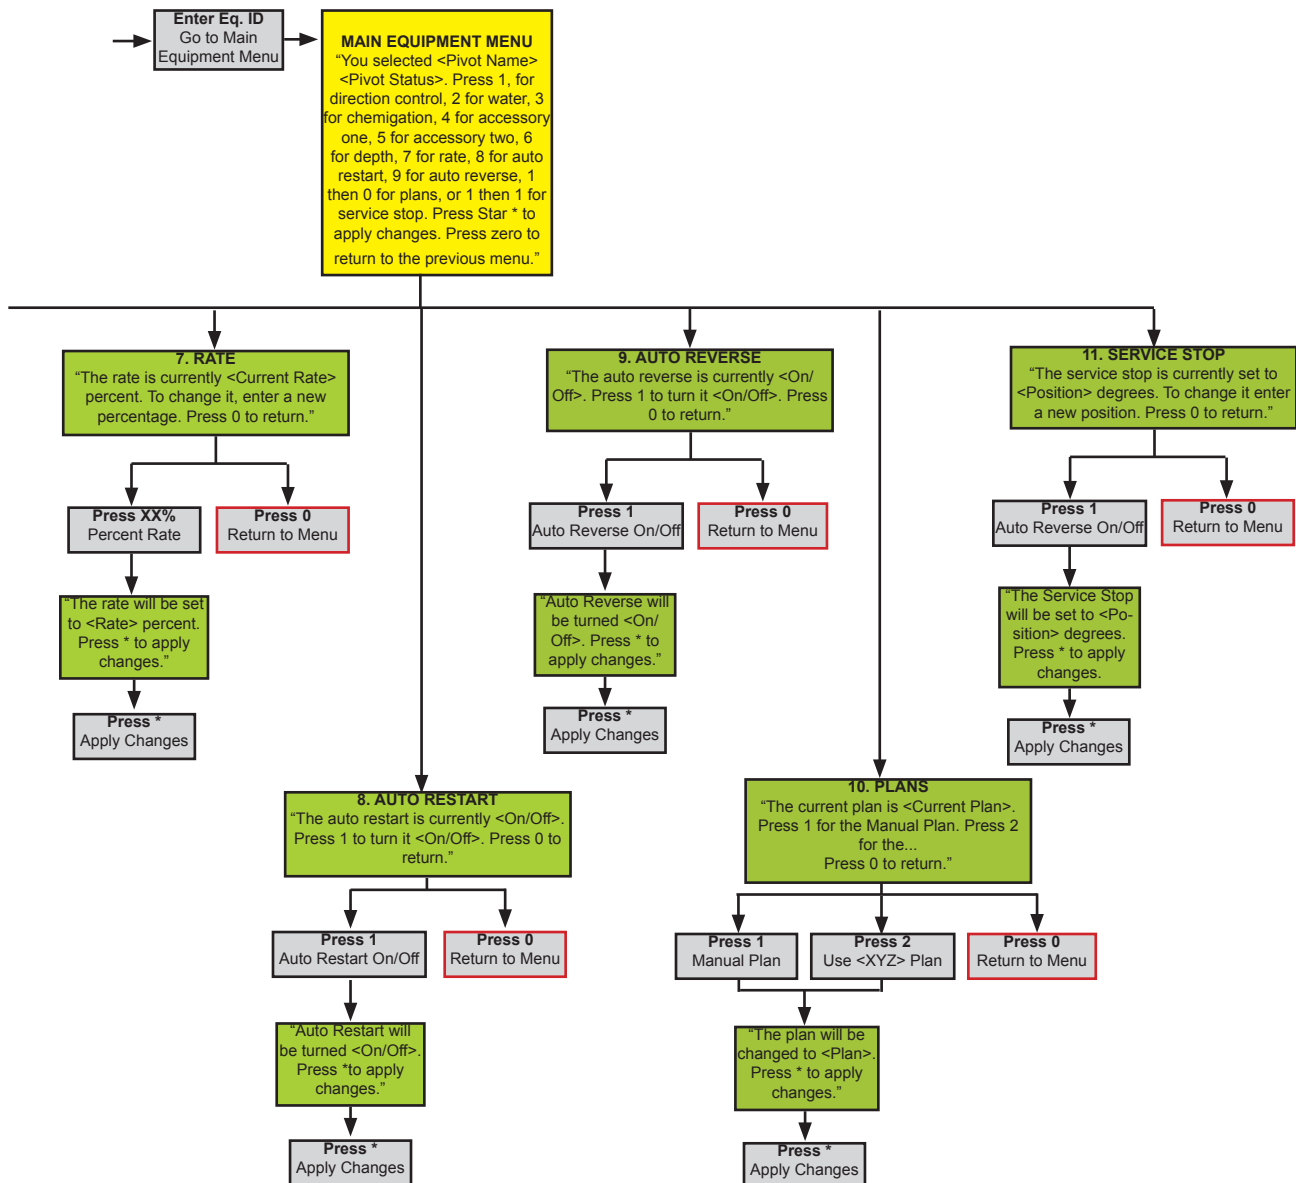 Enter Eq. ID
Go to Main
Equipment Menu
MAIN EQUIPMENT MENU
“You selected <Pivot Name>
<Pivot Status>. Press 1, for
direction control, 2 for water, 3
for chemigation, 4 for accessory
one, 5 for accessory two, 6
for depth, 7 for rate, 8 for auto
restart, 9 for auto reverse, 1
then 0 for plans, or 1 then 1 for
service stop. Press Star * to
apply changes. Press zero to
return to the previous menu.”
7. RATE
“The rate is currently <Current Rate>
percent. To change it, enter a new
percentage. Press 0 to return.”
Press XX%
Percent Rate
Press 0
Return to Menu
“The rate will be set
to <Rate> percent.
Press * to apply
changes.”
Press *
Apply Changes
9. AUTO REVERSE
“The auto reverse is currently <On/
Off>. Press 1 to turn it <On/Off>. Press
0 to return.”
Press 1
Auto Reverse On/Off
Press 0
Return to Menu
“Auto Reverse will
be turned <On/
Off>. Press * to
apply changes.”
Press *
Apply Changes
11. SERVICE STOP
“The service stop is currently set to
<Position> degrees. To change it enter
a new position. Press 0 to return.”
Press 1
Auto Reverse On/Off
Press 0
Return to Menu
“The Service Stop
will be set to <Po-
sition> degrees.
Press * to apply
changes.
Press *
Apply Changes
8. AUTO RESTART
“The auto restart is currently <On/Off>.
Press 1 to turn it <On/Off>. Press 0 to
return.”
Press 1
Auto Restart On/Off
Press 0
Return to Menu
“Auto Restart will
be turned <On/Off>.
Press *to apply
changes.”
Press *
Apply Changes
10. PLANS
“The current plan is <Current Plan>.
Press 1 for the Manual Plan. Press 2
for the...
Press 0 to return.”
Press 1
Manual Plan
Press 2
Use <XYZ> Plan
Press 0
Return to Menu
“The plan will be
changed to <Plan>.
Press * to apply
changes.”
Press *
Apply Changes